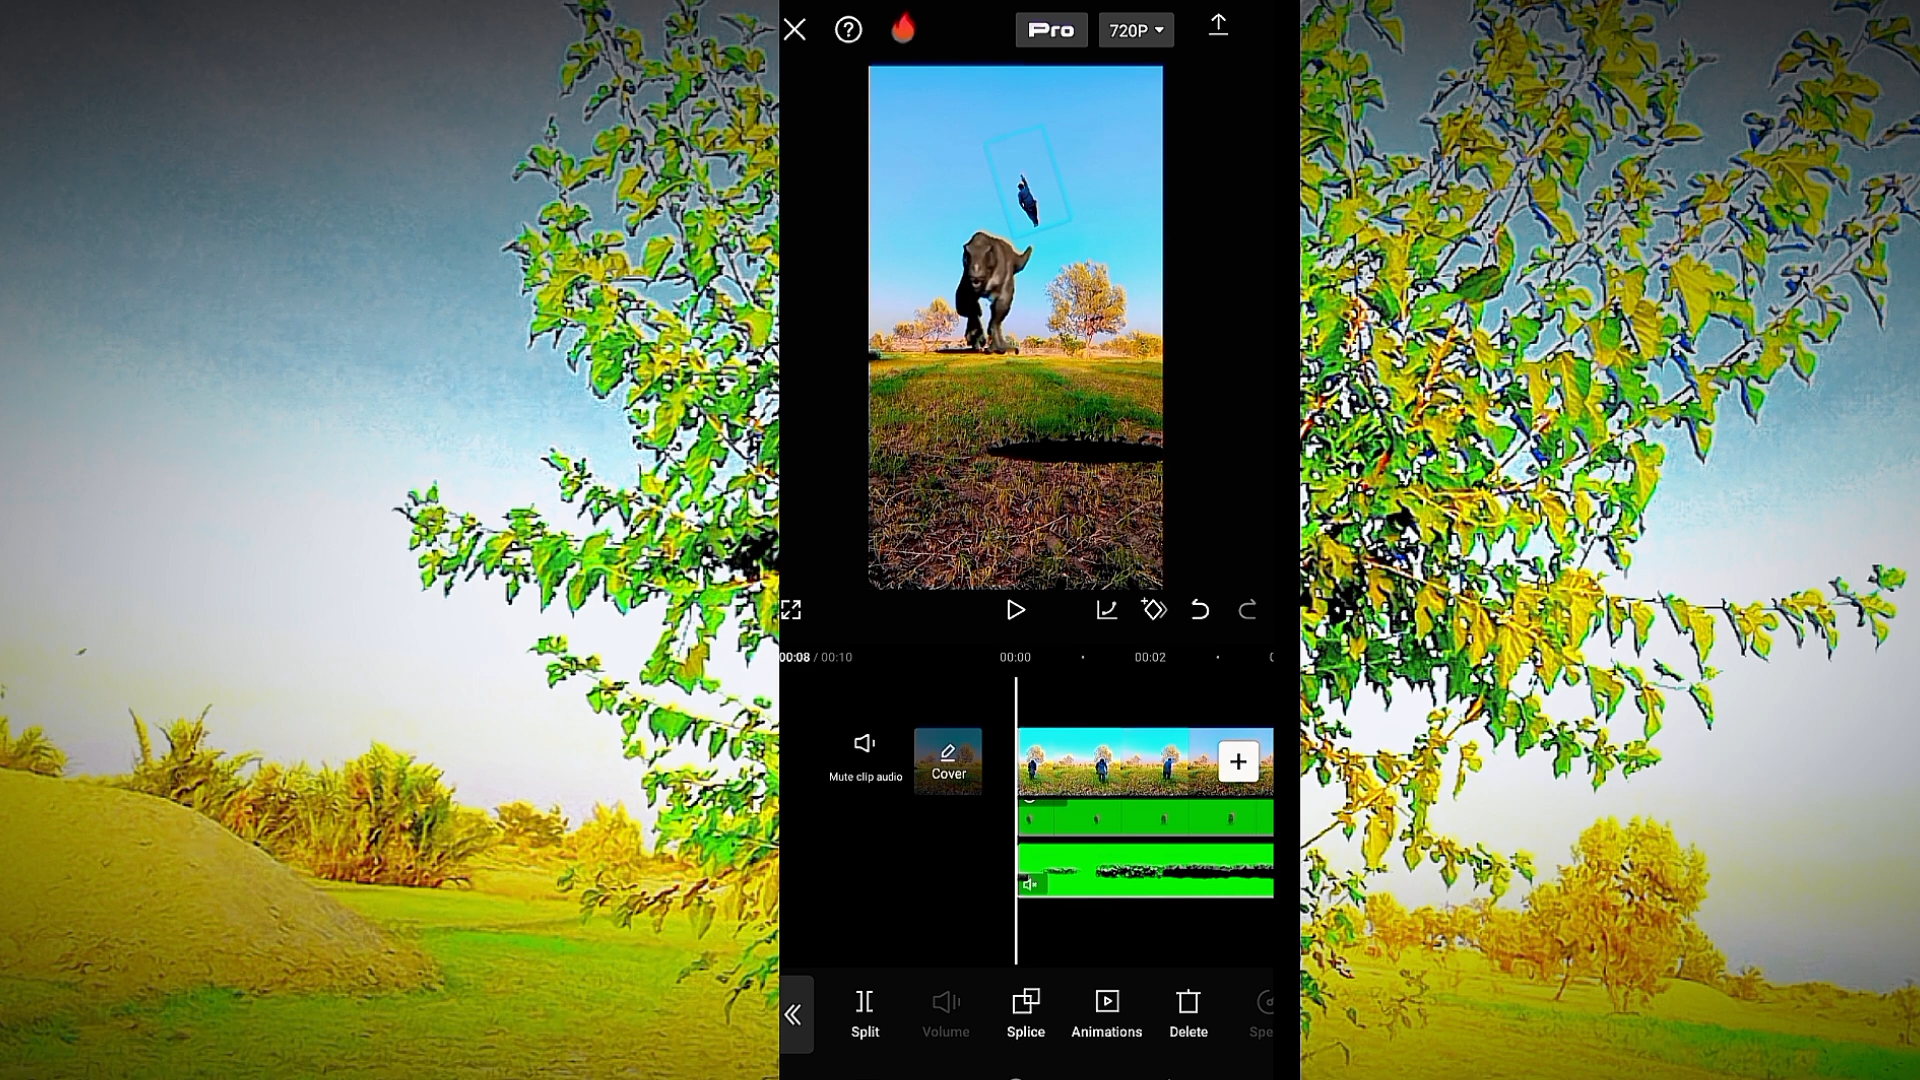 Pro
720P
00:08 / 00:10
00:00
00:02
Mute clip audio
Cover
Split
Volume
Splice
Animations
Delete
Spe